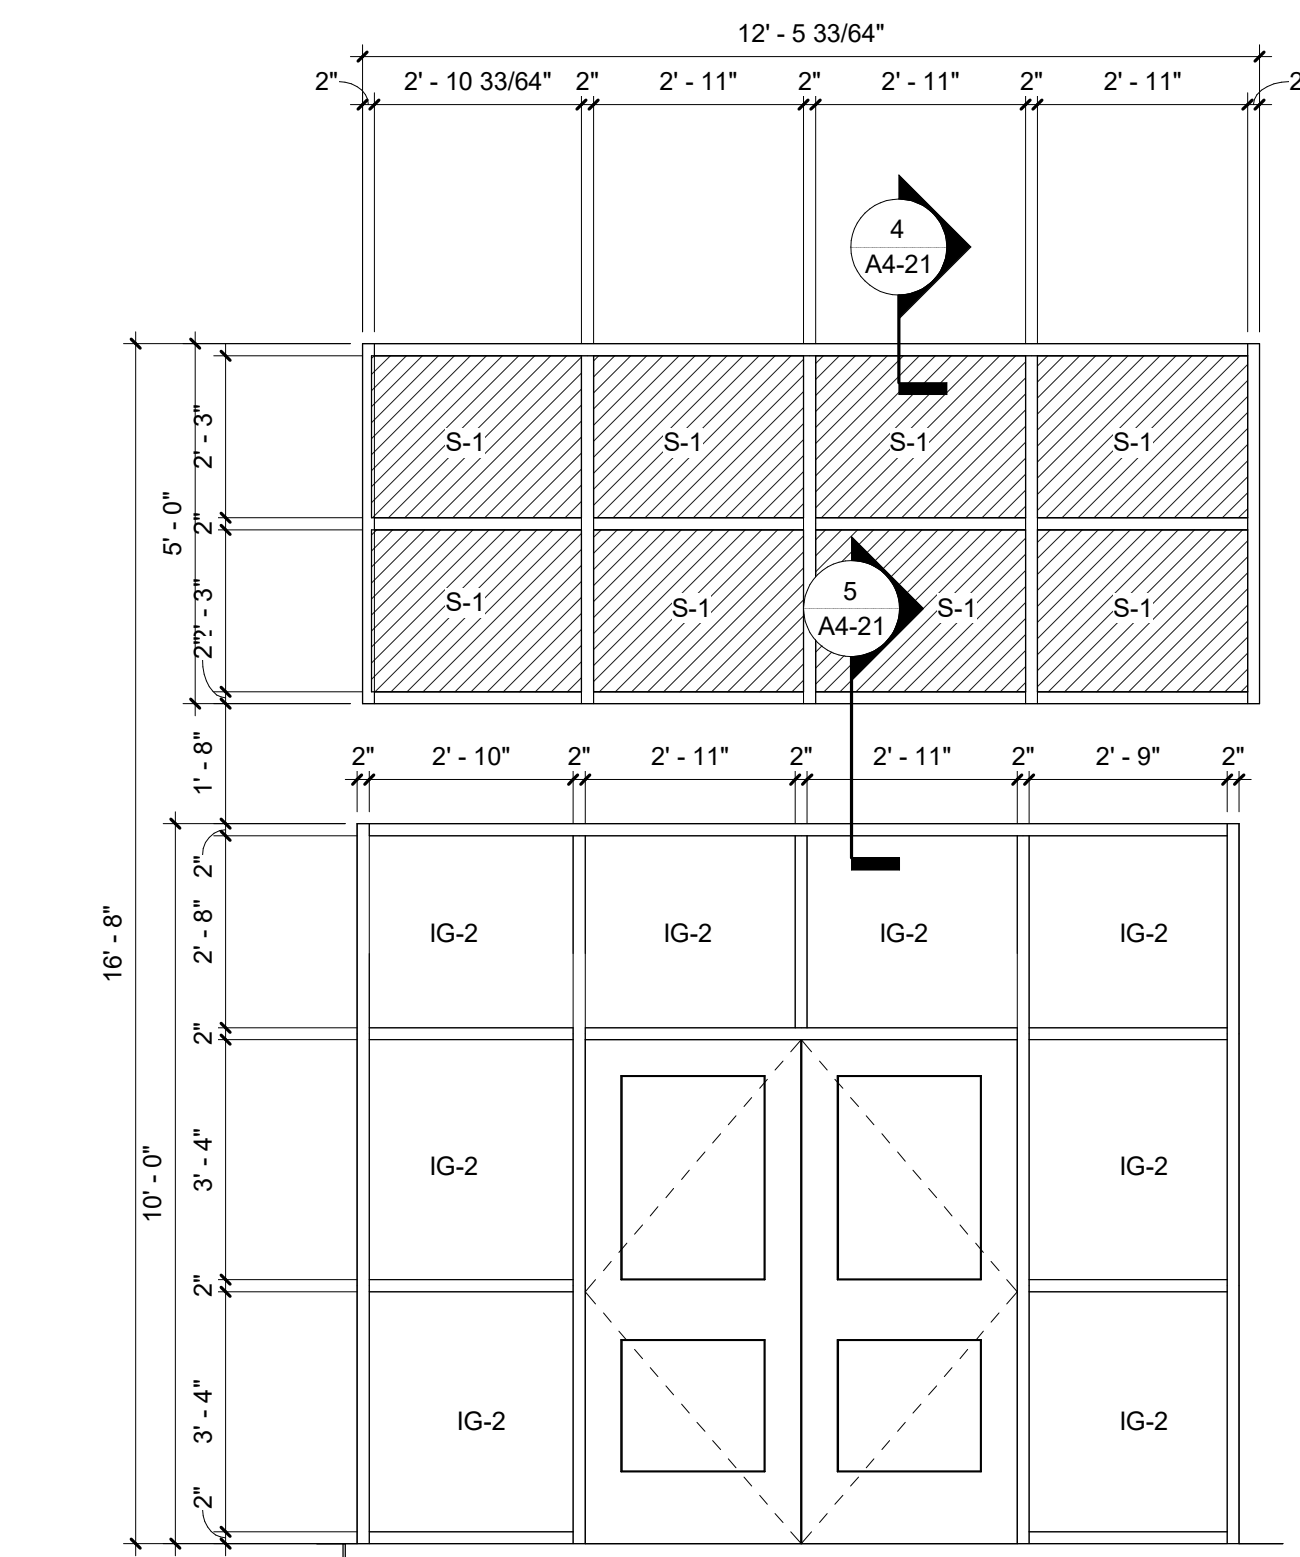 12' - 5 33/64"
2" 2' - 10 33/64" 2" 2' - 11" 2" 2' - 11" 2" 2' - 11" 2
4
A4-21
2' - 3"
S-1 S-1 S-1 S-1
5' - 0"
2"
5
A4-21
2' - 3"
S-1 S-1 S-1 S-1
2"
1' - 8"
2" 2' - 10" 2" 2' - 11" 2" 2' - 11" 2" 2' - 9" 2"
2"
16' - 8"
2' - 8"
IG-2 IG-2 IG-2 IG-2
2"
10' - 0"
3' - 4"
IG-2 IG-2
2"
3' - 4"
IG-2 IG-2
2"